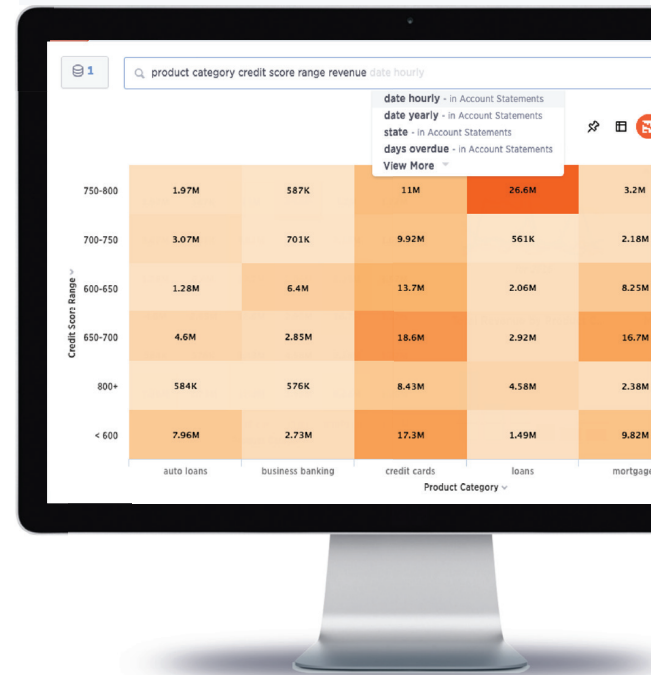 1
product category credit score range revenue date hourly
date hourly - in Account Statements
date yearly - in Account Statements
state - in Account Statements
days overdue - in Account Statements
View More
Credit Score Range
750-800 1.97M 587K 11M 26.6M 3.2M
700-750 3.07M 701K 9.92M 561K 2.18M
600-650 1.28M 6.4M 13.7M 2.06M 8.25M
650-700 4.6M 2.85M 18.6M 2.92M 16.7M
800+ 584K 576K 8.43M 4.58M 2.38M
< 600 7.96M 2.73M 17.3M 1.49M 9.82M
auto loans business banking credit cards loans mortgage
Product Category